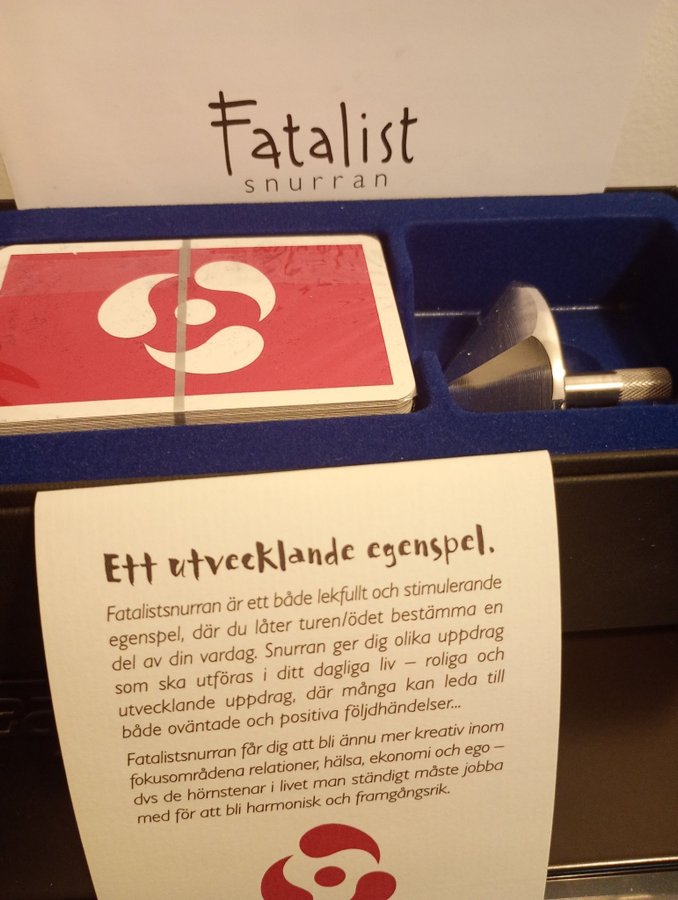 Fatalist
snurran
Ett utvecklande egenspel.
Fatalistsnurran är ett både lekfullt och stimulerande
egenspel, där du låter turen/ödet bestämma en
del av din vardag. Snurran ger dig olika uppdrag
som ska utföras i ditt dagliga liv – roliga och
utvecklande uppdrag, där många kan leda till
både oväntade och positiva följdhändelser...
Fatalistsnurran får dig att bli ännu mer kreativ inom
fokusområdena relationer, hälsa, ekonomi och ego –
dvs de hörnstenar i livet man ständigt måste jobba
med för att bli harmonisk och framgångsrik.